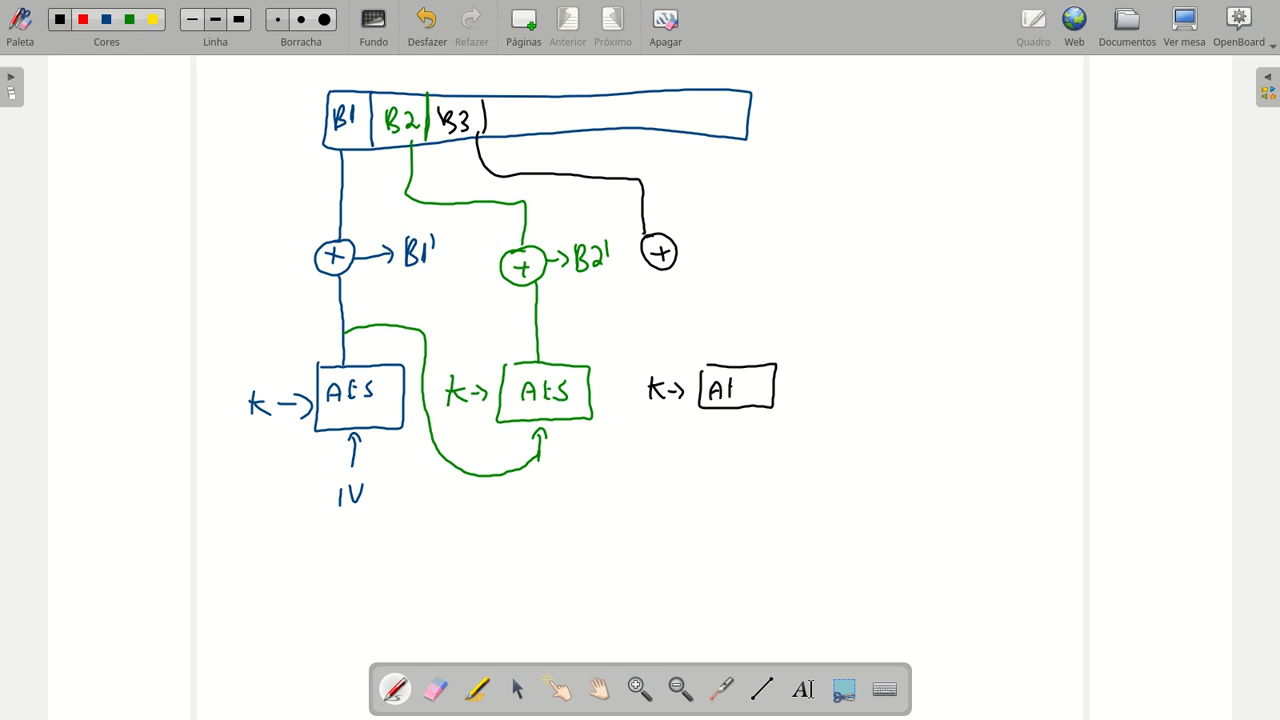 Paleta
Cores
Linha
Borracha
Fundo
Desfazer
Refazer
Páginas
Anterior
Próximo
Apagar
Quadro
Web
Documentos
Ver mesa
OpenBoard
B1 B2 B3
B1'
B2'
K → AES
K → AES
K → AE
IV
AI